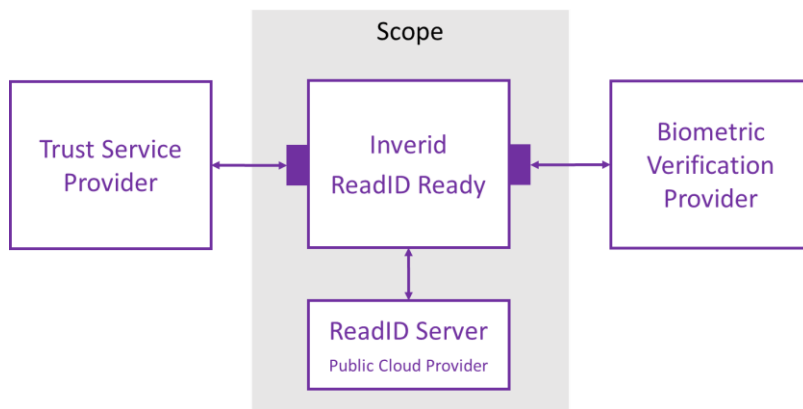 Scope
Trust Service
Provider
Inverid
ReadID Ready
Biometric
Verification
Provider
ReadID Server
Public Cloud Provider